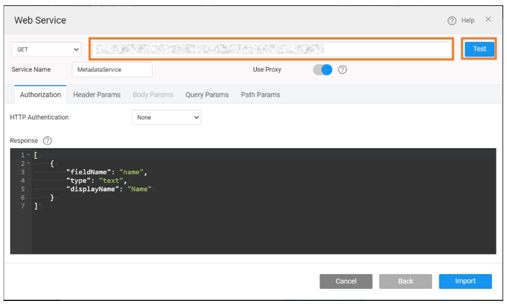 Web Service
Help
GET
Test
Service Name MetadataService Use Proxy
Authorization Header Params Body Params Query Params Path Params
HTTP Authentication None
Response
1 [
2 {
3 "fieldName": "name",
4 "type": "text",
5 "displayName": "Name"
6 }
7 ]
Cancel Back Import